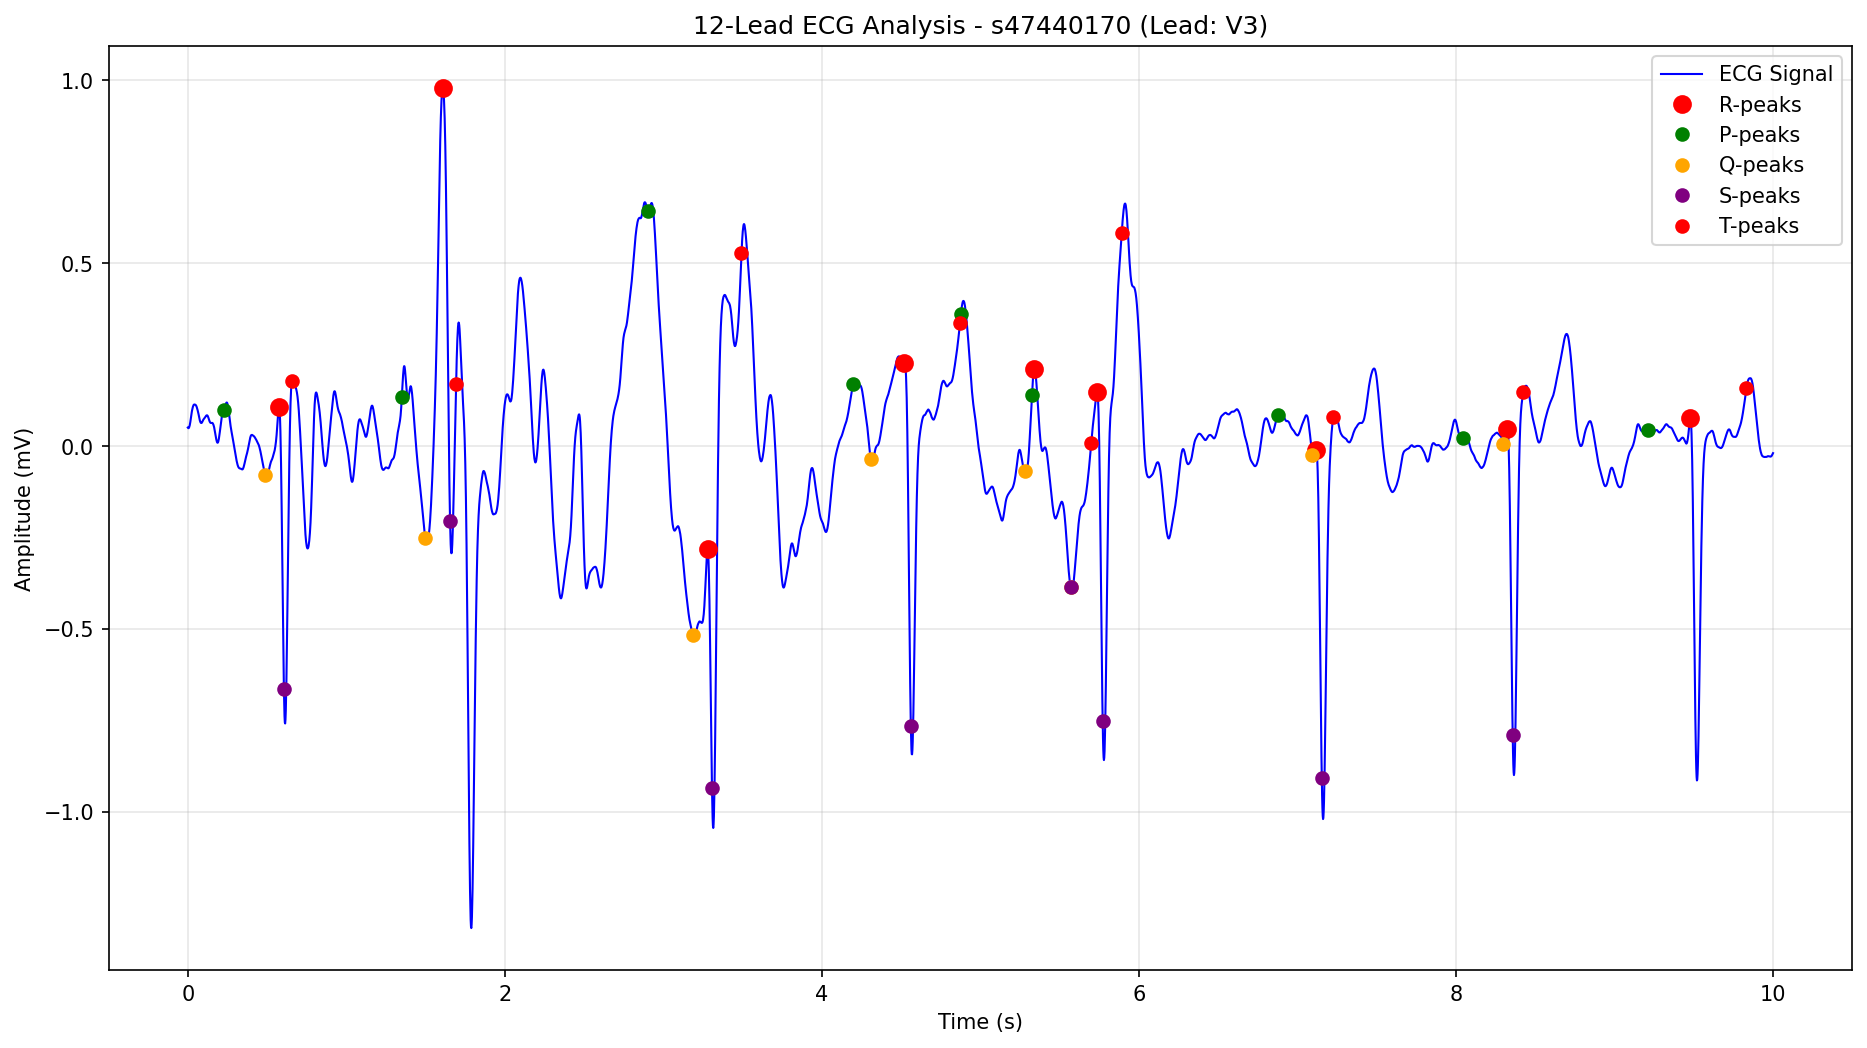 12-Lead ECG Analysis - s47440170 (Lead: V3)
ECG Signal
R-peaks
P-peaks
Q-peaks
S-peaks
T-peaks
Amplitude (mV)
1.0
0.5
0.0
−0.5
−1.0
0 2 4 6 8 10
Time (s)